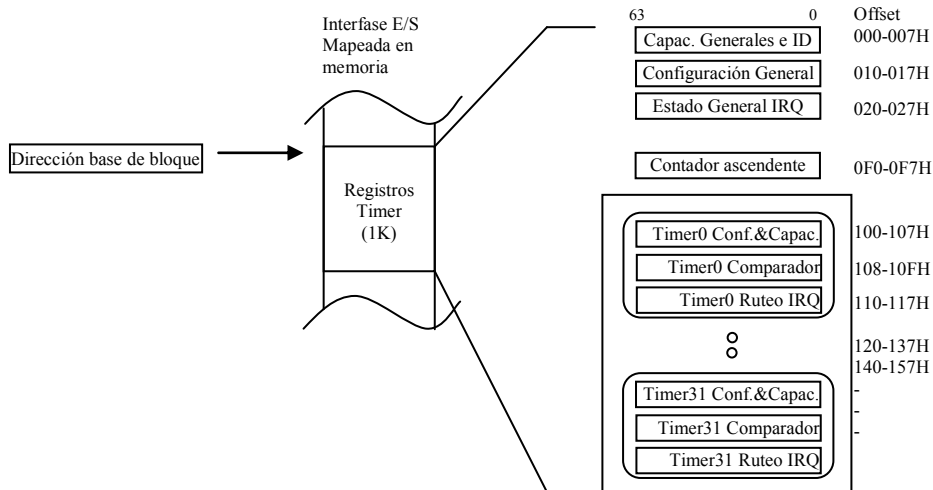 Interfase E/S
Mapeada en
memoria
Dirección base de bloque
Registros
Timer
(1K)
63 0 Offset
Capac. Generales e ID 000-007H
Configuración General 010-017H
Estado General IRQ 020-027H
Contador ascendente 0F0-0F7H
Timer0 Conf.&Capac. 100-107H
Timer0 Comparador 108-10FH
Timer0 Ruteo IRQ 110-117H
120-137H
140-157H
Timer31 Conf.&Capac. -
-
Timer31 Comparador -
Timer31 Ruteo IRQ